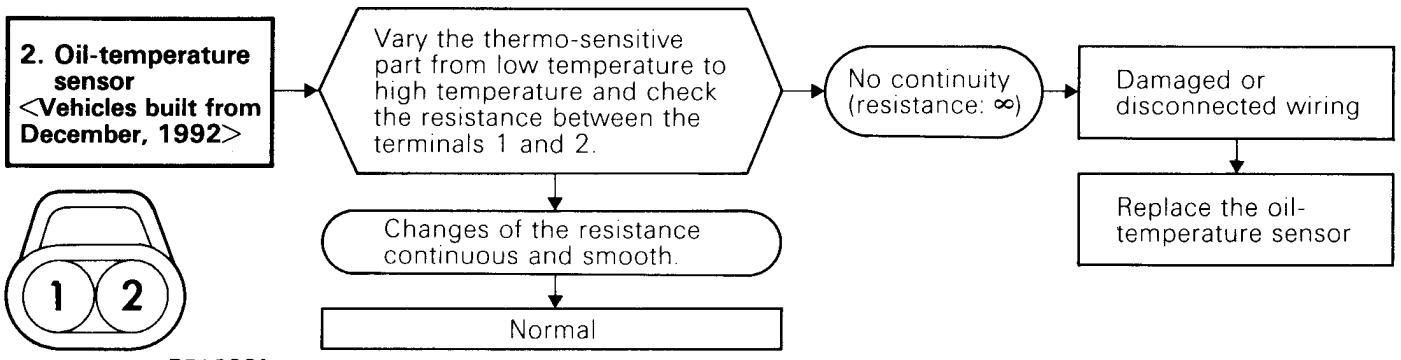 2. Oil-temperature
sensor
<Vehicles built from
December, 1992>
Vary the thermo-sensitive
part from low temperature to
high temperature and check
the resistance between the
terminals 1 and 2.
No continuity
(resistance: ∞)
Damaged or
disconnected wiring
Replace the oil-
temperature sensor
Changes of the resistance
continuous and smooth.
Normal
1 2